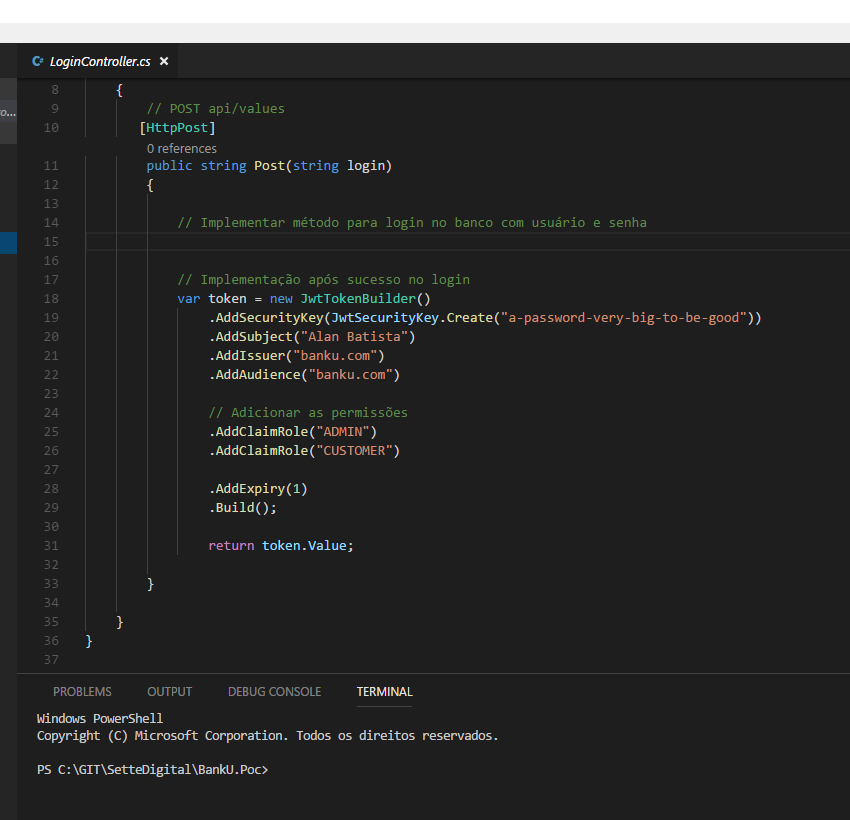 LoginController.cs
ro...
8 {
9 // POST api/values
10 [HttpPost]
0 references
11 public string Post(string login)
12 {
13
14 // Implementar método para login no banco com usuário e senha
15
16
17 // Implementação após sucesso no login
18 var token = new JwtTokenBuilder()
19 .AddSecurityKey(JwtSecurityKey.Create("a-password-very-big-to-be-good"))
20 .AddSubject("Alan Batista")
21 .AddIssuer("banku.com")
22 .AddAudience("banku.com")
23
24 // Adicionar as permissões
25 .AddClaimRole("ADMIN")
26 .AddClaimRole("CUSTOMER")
27
28 .AddExpiry(1)
29 .Build();
30
31 return token.Value;
32
33 }
34
35 }
36 }
37
PROBLEMS OUTPUT DEBUG CONSOLE TERMINAL
Windows PowerShell
Copyright (C) Microsoft Corporation. Todos os direitos reservados.
PS C:\GIT\SetteDigital\BankU.Poc>